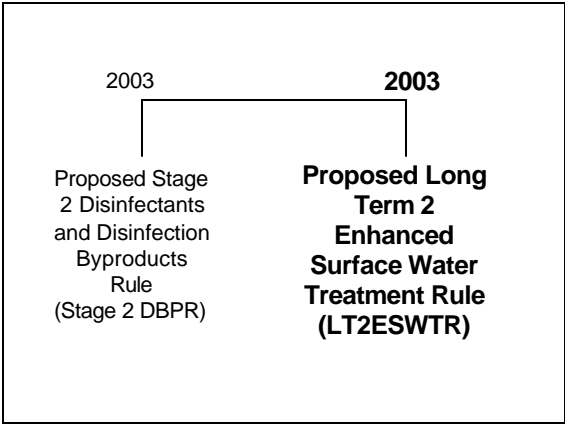 2003
Proposed Stage
2 Disinfectants
and Disinfection
Byproducts
Rule
(Stage 2 DBPR)
2003
Proposed Long
Term 2
Enhanced
Surface Water
Treatment Rule
(LT2ESWTR)